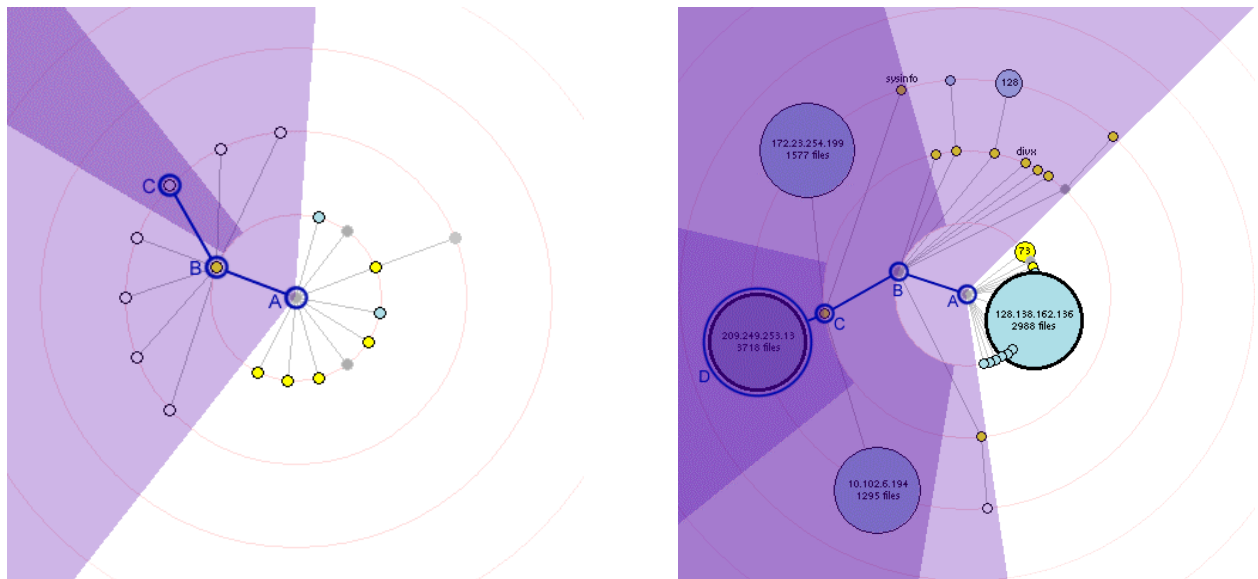 C
B
A
sysinfo
128
divx
172.23.254.199
1577 files
73
B
A
C
128.138.162.136
2988 files
209.249.253.13
3718 files
D
10.102.6.194
1295 files